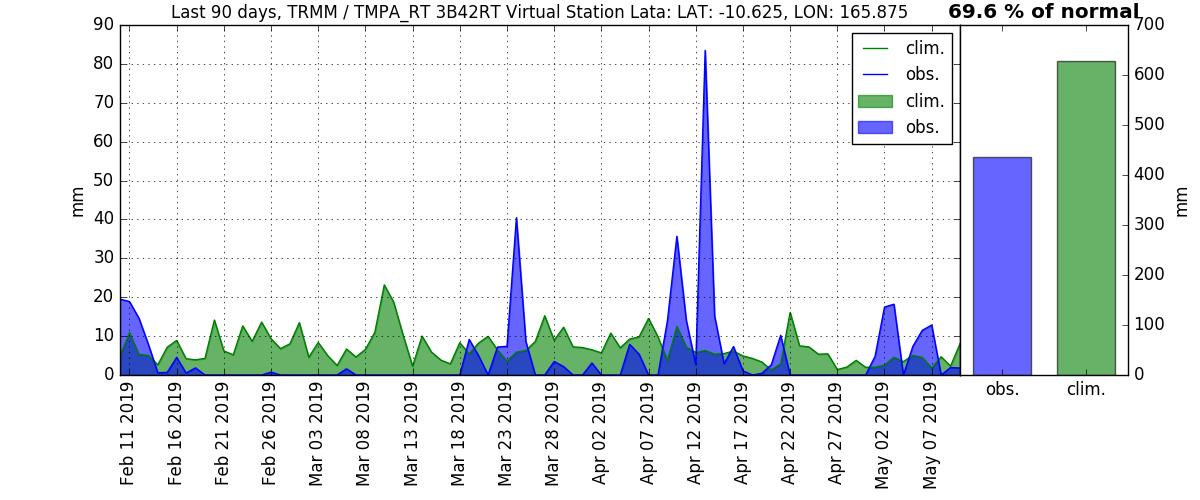 Last 90 days, TRMM / TMPA_RT 3B42RT Virtual Station Lata: LAT: -10.625, LON: 165.875
69.6 % of normal
90
80
70
60
50
40
30
20
10
0
mm
clim.
obs.
clim.
obs.
Feb 11 2019
Feb 16 2019
Feb 21 2019
Feb 26 2019
Mar 03 2019
Mar 08 2019
Mar 13 2019
Mar 18 2019
Mar 23 2019
Mar 28 2019
Apr 02 2019
Apr 07 2019
Apr 12 2019
Apr 17 2019
Apr 22 2019
Apr 27 2019
May 02 2019
May 07 2019
700
600
500
400
300
200
100
0
mm
obs.
clim.